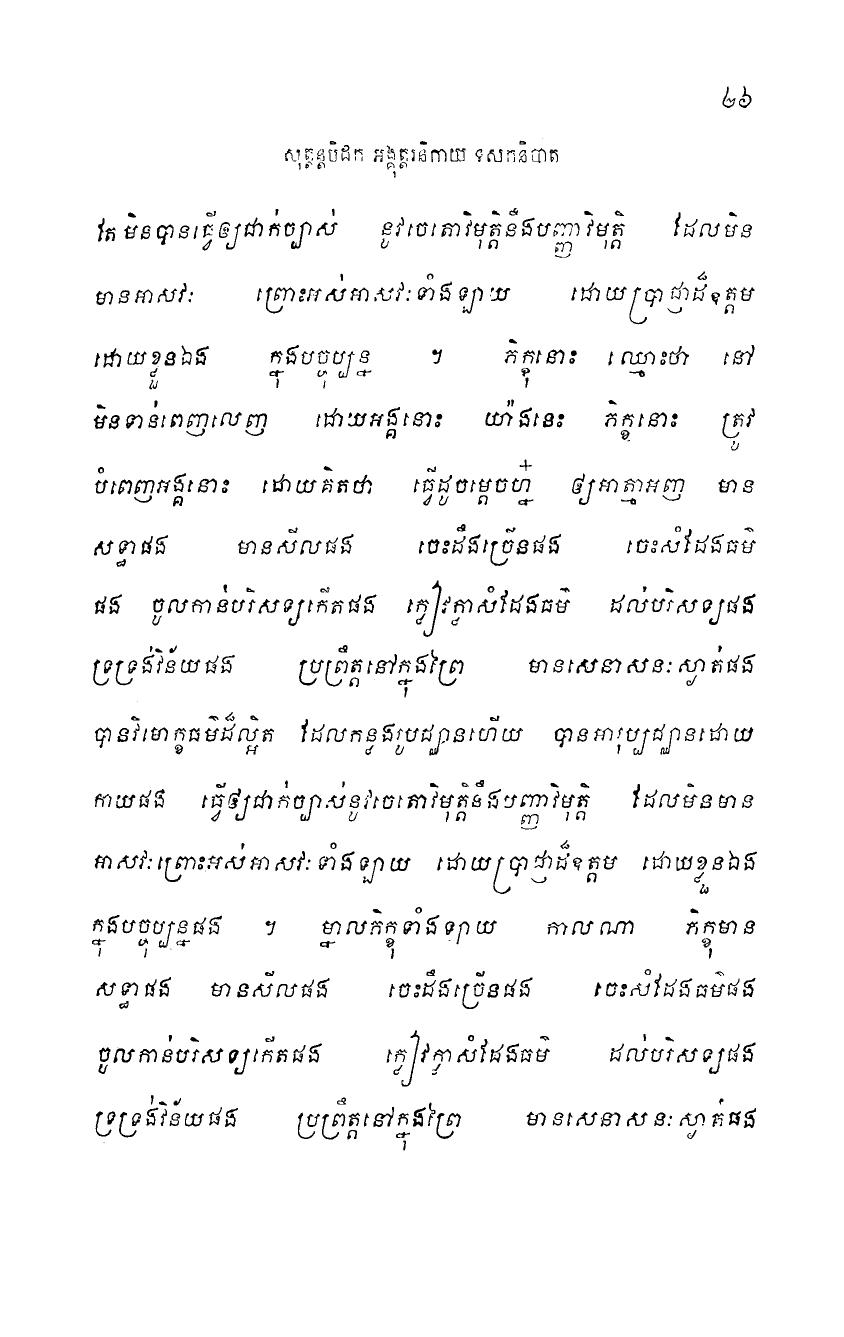 ២៦
សុត្តន្តបិដក អង្គុត្តរនិកាយ ទសកនិបាត
តែមិនបានធ្វើឲ្យជាក់ច្បាស់ នូវចេតោវិមុត្តិនឹងបញ្ញាវិមុត្តិ ដែលមិន
មានអាសវៈ ព្រោះអស់អាសវៈទាំងឡាយ ដោយប្រាជ្ញាដ៏ឧត្តម
ដោយខ្លួនឯង ក្នុងបច្ចុប្បន្ន ។ ភិក្ខុនោះ ឈ្មោះថា នៅ
មិនទាន់ពេញលេញ ដោយអង្គនោះ យ៉ាងនេះ ភិក្ខុនោះ ត្រូវ
បំពេញអង្គនោះ ដោយគិតថា ធ្វើដូចម្តេចហ្ន៎ ឲ្យអាត្មាអញ មាន
សទ្ធាផង មានសីលផង ចេះដឹងច្រើនផង ចេះសំដែងធម៌
ផង ចូលកាន់បរិសទ្យកើតផង ក្លៀវក្លាសំដែងធម៌ ដល់បរិសទ្យផង
ទ្រទ្រង់វិន័យផង ប្រព្រឹត្តនៅក្នុងព្រៃ មានសេនាសនៈស្ងាត់ផង
បានវិមោក្ខធម៌ដ៏ល្អិត ដែលកន្លងរូបជ្ឈានហើយ បានអារុប្បជ្ឈានដោយ
កាយផង ធ្វើឲ្យជាក់ច្បាស់នូវចេតោវិមុត្តិនឹងបញ្ញាវិមុត្តិ ដែលមិនមាន
អាសវៈព្រោះអស់អាសវៈទាំងឡាយ ដោយប្រាជ្ញាដ៏ឧត្តម ដោយខ្លួនឯង
ក្នុងបច្ចុប្បន្នផង ។ ម្នាលភិក្ខុទាំងឡាយ កាលណា ភិក្ខុមាន
សទ្ធាផង មានសីលផង ចេះដឹងច្រើនផង ចេះសំដែងធម៌ផង
ចូលកាន់បរិសទ្យកើតផង ក្លៀវក្លាសំដែងធម៌ ដល់បរិសទ្យផង
ទ្រទ្រង់វិន័យផង ប្រព្រឹត្តនៅក្នុងព្រៃ មានសេនាសនៈស្ងាត់ផង